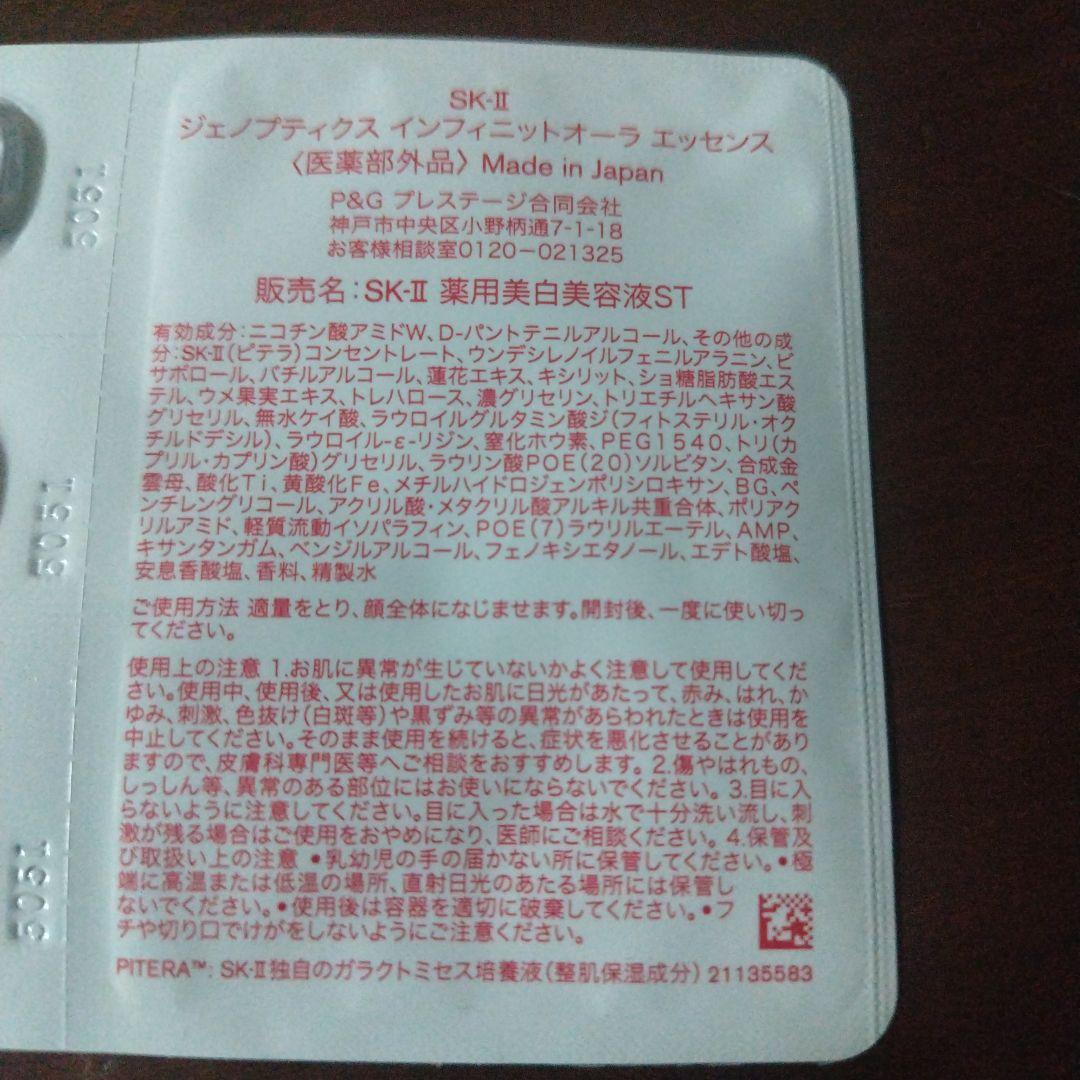 SK-II
ジェノプティクス インフィニットオーラ エッセンス
〈医薬部外品〉 Made in Japan
P&G プレステージ合同会社
神戸市中央区小野柄通7-1-18
お客様相談室0120-021325
販売名:SK-II 薬用美白美容液ST
有効成分:ニコチン酸アミドW、D-パントテニルアルコール、その他の成
分:SK-II(ピテラ)コンセントレート、ウンデシレノイルフェニルアラニン、ビ
サボロール、バチルアルコール、蓮花エキス、キシリット、ショ糖脂肪酸エス
テル、ウメ果実エキス、トレハロース、濃グリセリン、トリエチルヘキサン酸
グリセリル、無水ケイ酸、ラウロイルグルタミン酸ジ(フィトステリル・オク
チルドデシル)、ラウロイル-ε-リジン、窒化ホウ素、PEG1540、トリ(カ
プリル・カプリン酸)グリセリル、ラウリン酸POE(20)ソルビタン、合成金
雲母、酸化Ti、黄酸化Fe、メチルハイドロジェンポリシロキサン、BG、ペ
ンチレングリコール、アクリル酸・メタクリル酸アルキル共重合体、ポリアク
リルアミド、軽質流動イソパラフィン、POE(7)ラウリルエーテル、AMP、
キサンタンガム、ベンジルアルコール、フェノキシエタノール、エデト酸塩、
安息香酸塩、香料、精製水
ご使用方法 適量をとり、顔全体になじませます。開封後、一度に使い切っ
てください。
使用上の注意 1.お肌に異常が生じていないかよく注意して使用してくだ
さい。使用中、使用後、又は使用したお肌に日光があたって、赤み、はれ、か
ゆみ、刺激、色抜け(白斑等)や黒ずみ等の異常があらわれたときは使用を
中止してください。そのまま使用を続けると、症状を悪化させることがあり
ますので、皮膚科専門医等へご相談をおすすめします。2.傷やはれもの、
しっしん等、異常のある部位にはお使いにならないでください。3.目に入
らないように注意してください。目に入った場合は水で十分洗い流し、刺
激が残る場合はご使用をおやめになり、医師にご相談ください。4.保管及
び取扱い上の注意 •乳幼児の手の届かない所に保管してください。•極
端に高温または低温の場所、直射日光のあたる場所には保管し
ないでください。•使用後は容器を適切に破棄してください。•フ
チや切り口でけがをしないようにご注意ください。
PITERA™: SK-II独自のガラクトミセス培養液(整肌保湿成分) 21135583
5051
5051
5051